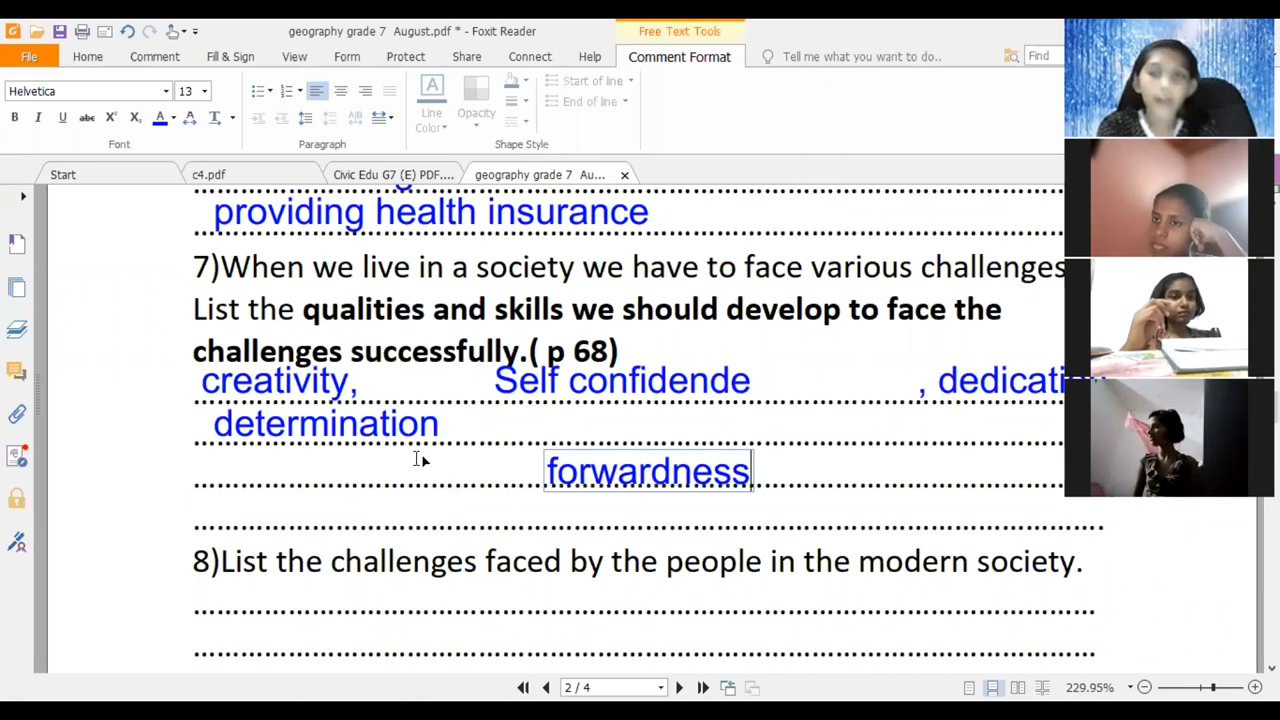 geography grade 7 August.pdf * - Foxit Reader
Free Text Tools
File Home Comment Fill & Sign View Form Protect Share Connect Help Comment Format Tell me what you want to do.. Find
Helvetica 13 Line Color Opacity Start of line End of line
B I U abc X² X₂ A A T
Font Paragraph Shape Style
Start c4.pdf Civic Edu G7 (E) PDF.... geography grade 7 Au... x
providing health insurance
7)When we live in a society we have to face various challenges
List the qualities and skills we should develop to face the
challenges successfully.( p 68)
creativity, Self confidende , dedicati
determination
forwardness
8)List the challenges faced by the people in the modern society.
2 / 4 229.95%